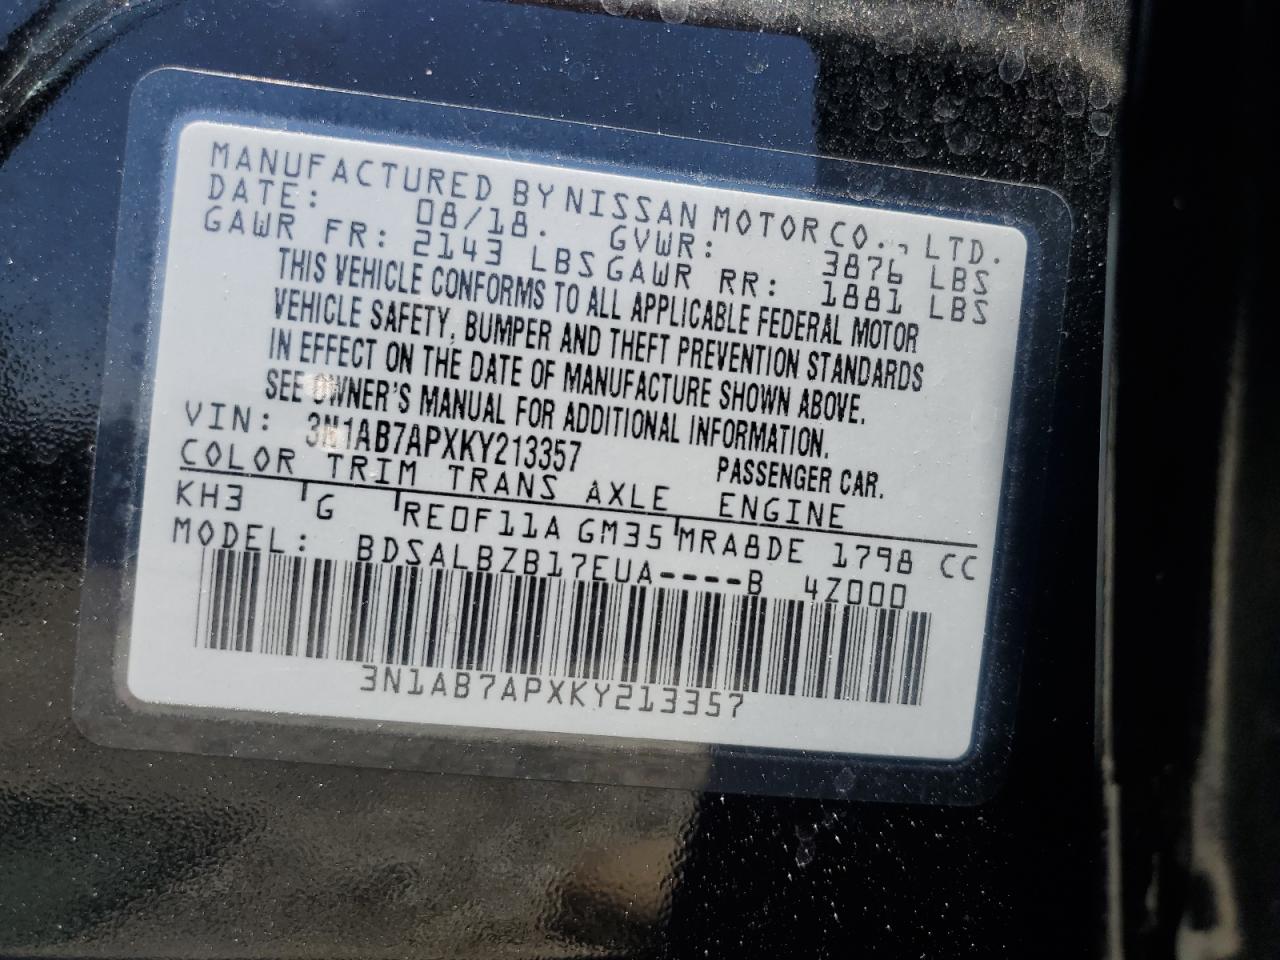 MANUFACTURED BY NISSAN MOTOR CO., LTD.
DATE: 08/18. GVWR: 3876 LBS
GAWR FR: 2143 LBS GAWR RR: 1881 LBS
THIS VEHICLE CONFORMS TO ALL APPLICABLE FEDERAL MOTOR
VEHICLE SAFETY, BUMPER AND THEFT PREVENTION STANDARDS
IN EFFECT ON THE DATE OF MANUFACTURE SHOWN ABOVE.
SEE OWNER'S MANUAL FOR ADDITIONAL INFORMATION.
VIN: 3N1AB7APXKY213357 PASSENGER CAR.
COLOR TRIM TRANS AXLE ENGINE
KH3 G RE0F11A GM35 MRA8DE 1798 CC
MODEL: BDSALBZB17EUA----B 4Z000
3N1AB7APXKY213357